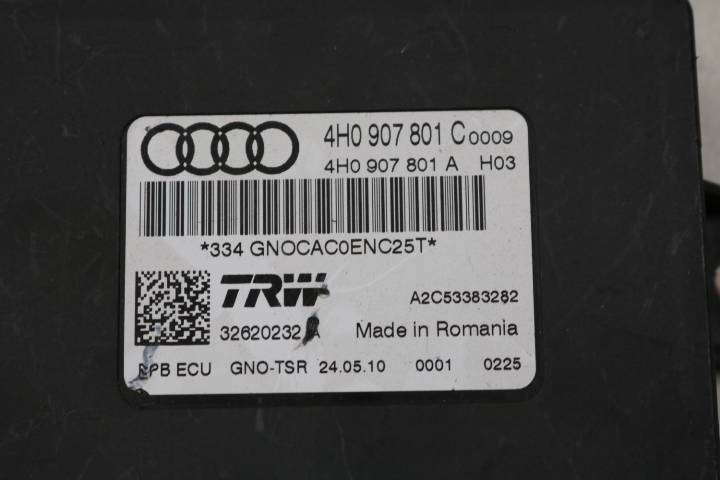 4H0 907 801 C 0009
4H0 907 801 A H03
*334 GNOCAC0ENC25T*
TRW
A2C53383282
32620232 A
Made in Romania
EPB ECU GNO-TSR 24.05.10 0001 0225